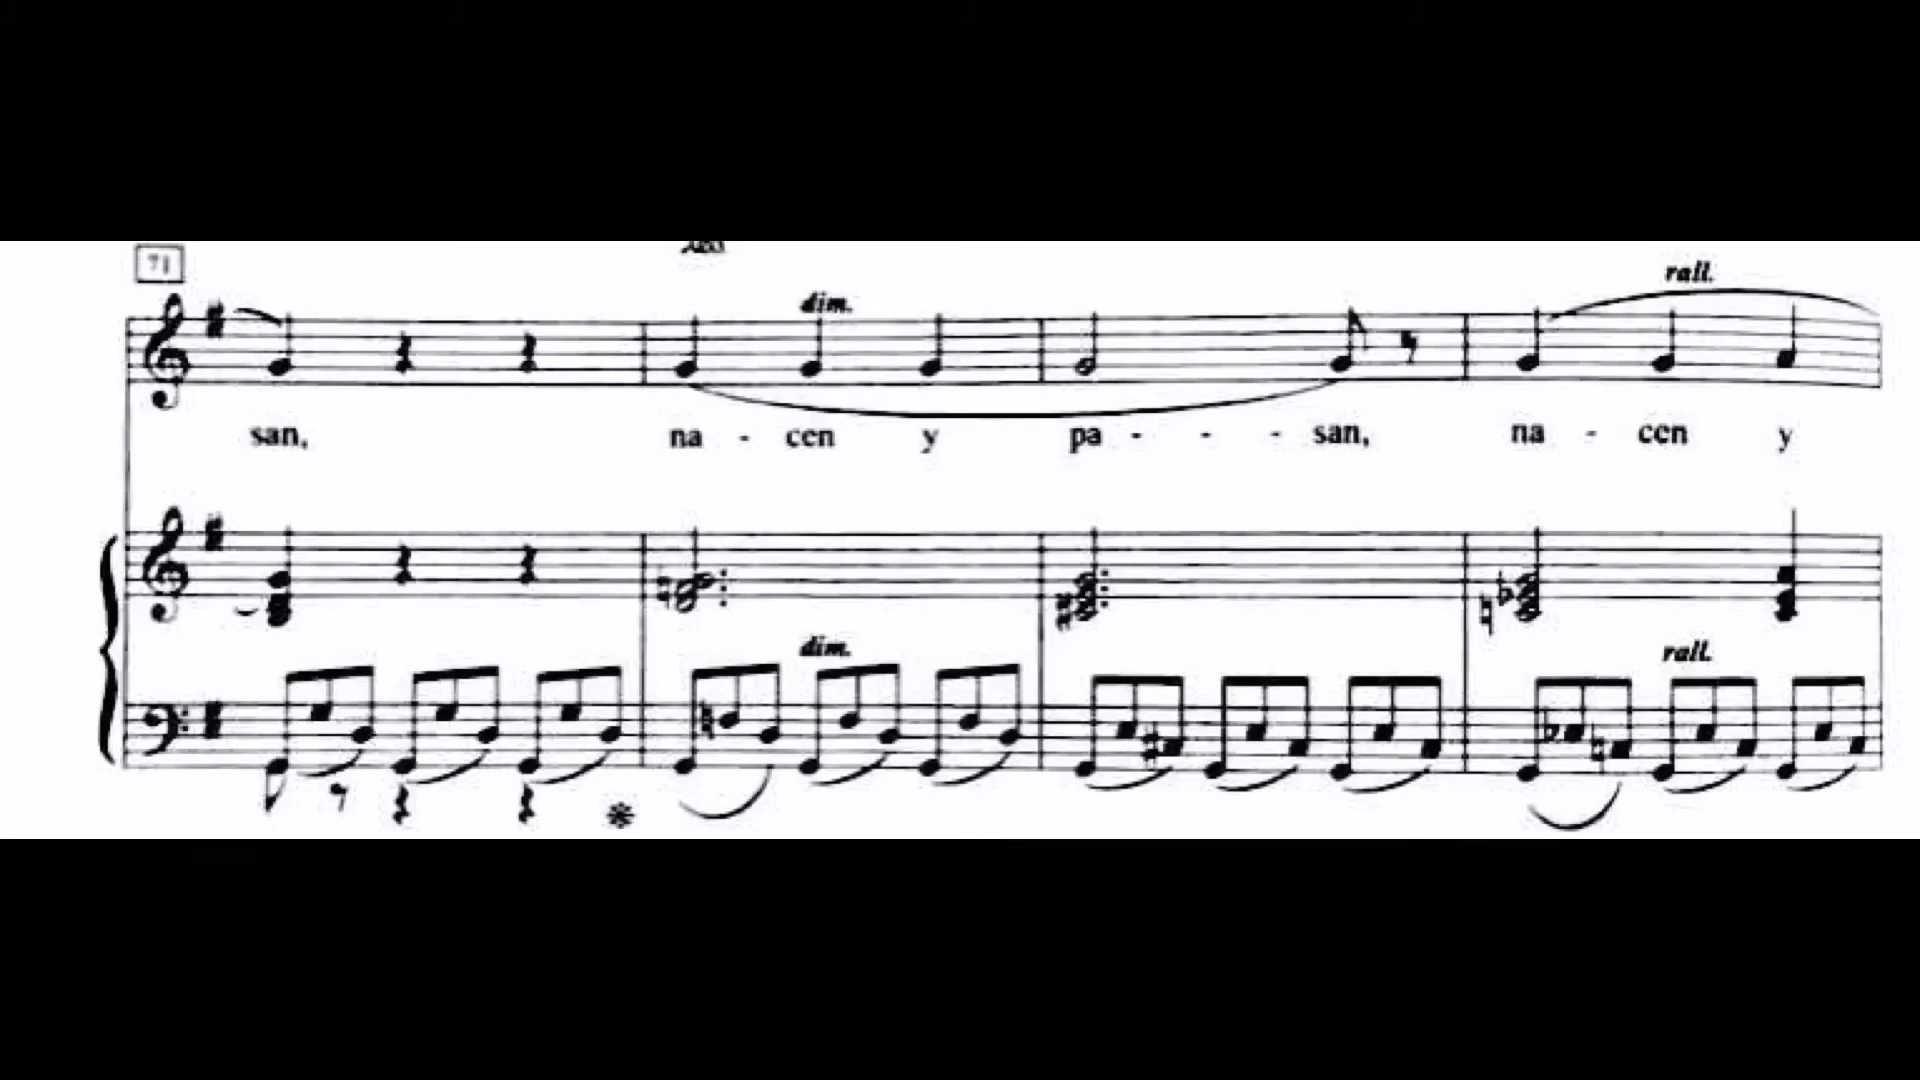 71
dim.
rall.
san, na - cen y pa - - - san, na - cen y
dim.
rall.